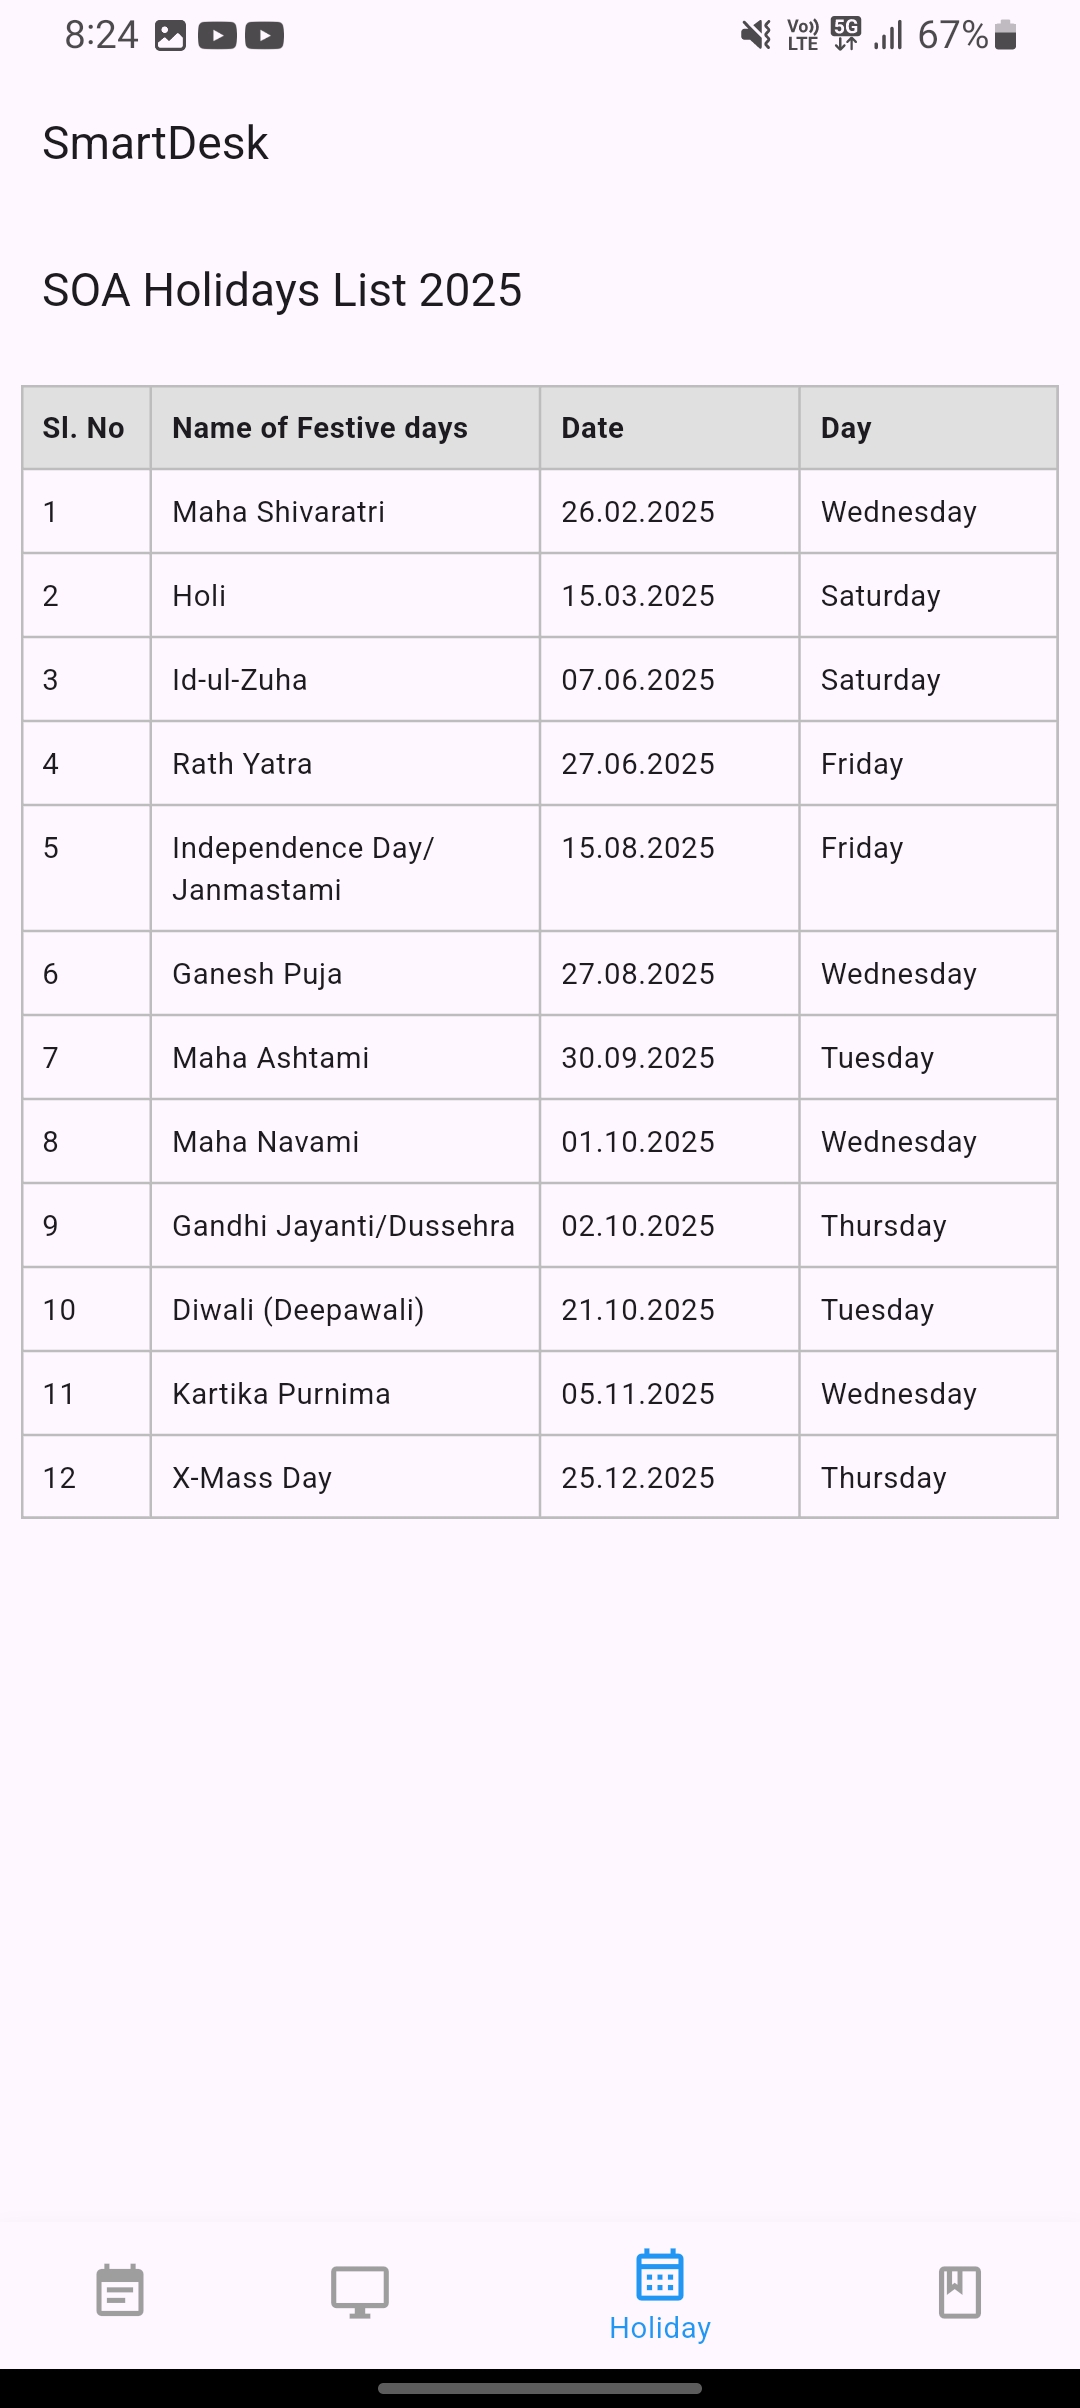 8:24 Vo)) LTE 5G 67%
SmartDesk
SOA Holidays List 2025
Sl. No Name of Festive days Date Day
1 Maha Shivaratri 26.02.2025 Wednesday
2 Holi 15.03.2025 Saturday
3 Id-ul-Zuha 07.06.2025 Saturday
4 Rath Yatra 27.06.2025 Friday
5 Independence Day/ 15.08.2025 Friday
Janmastami
6 Ganesh Puja 27.08.2025 Wednesday
7 Maha Ashtami 30.09.2025 Tuesday
8 Maha Navami 01.10.2025 Wednesday
9 Gandhi Jayanti/Dussehra 02.10.2025 Thursday
10 Diwali (Deepawali) 21.10.2025 Tuesday
11 Kartika Purnima 05.11.2025 Wednesday
12 X-Mass Day 25.12.2025 Thursday
Holiday